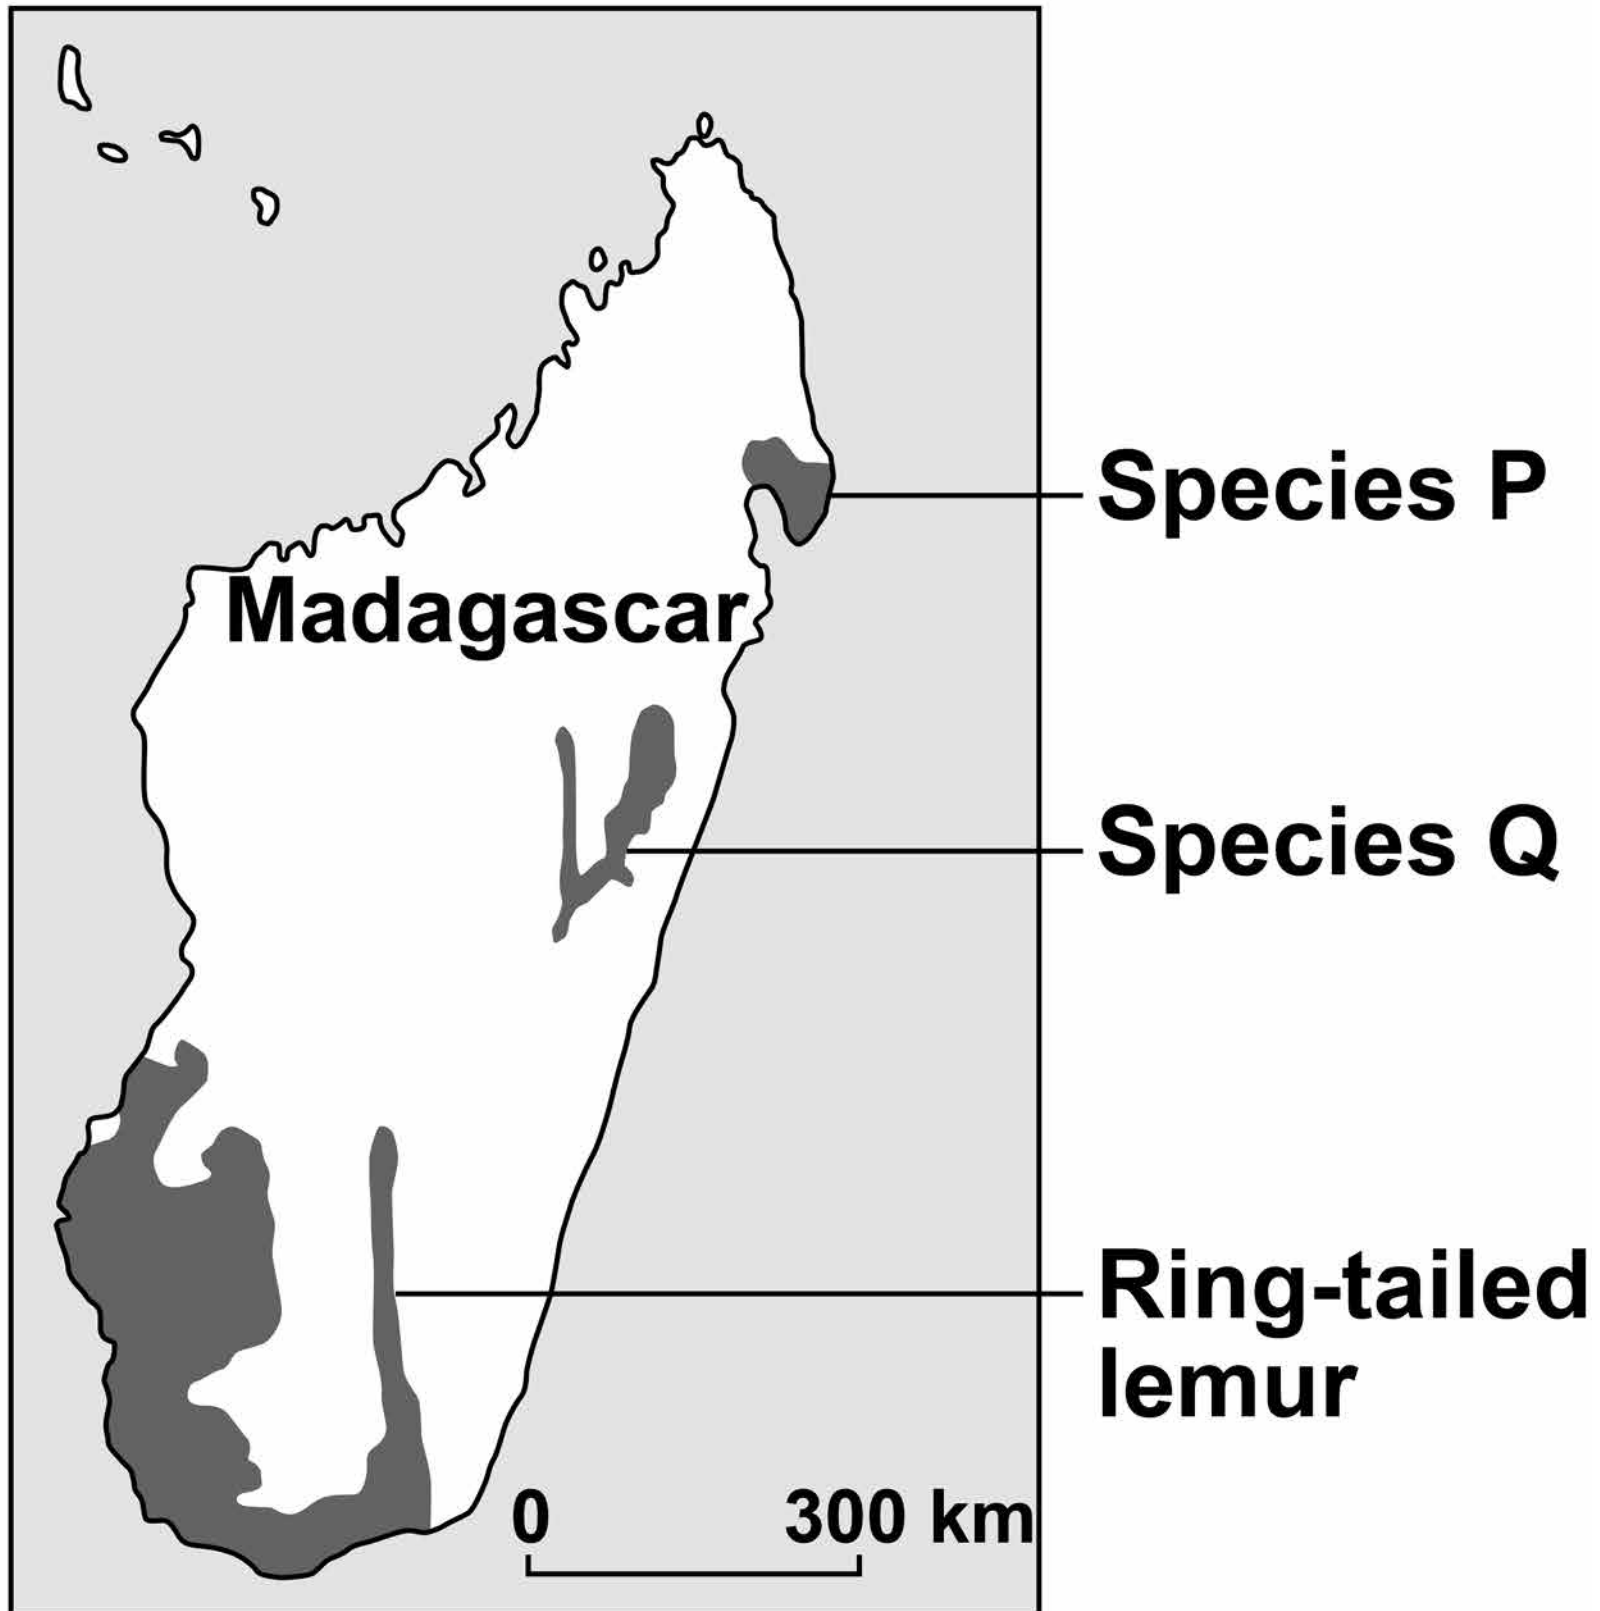 Species P
Madagascar
Species Q
Ring-tailed
lemur
0 300 km